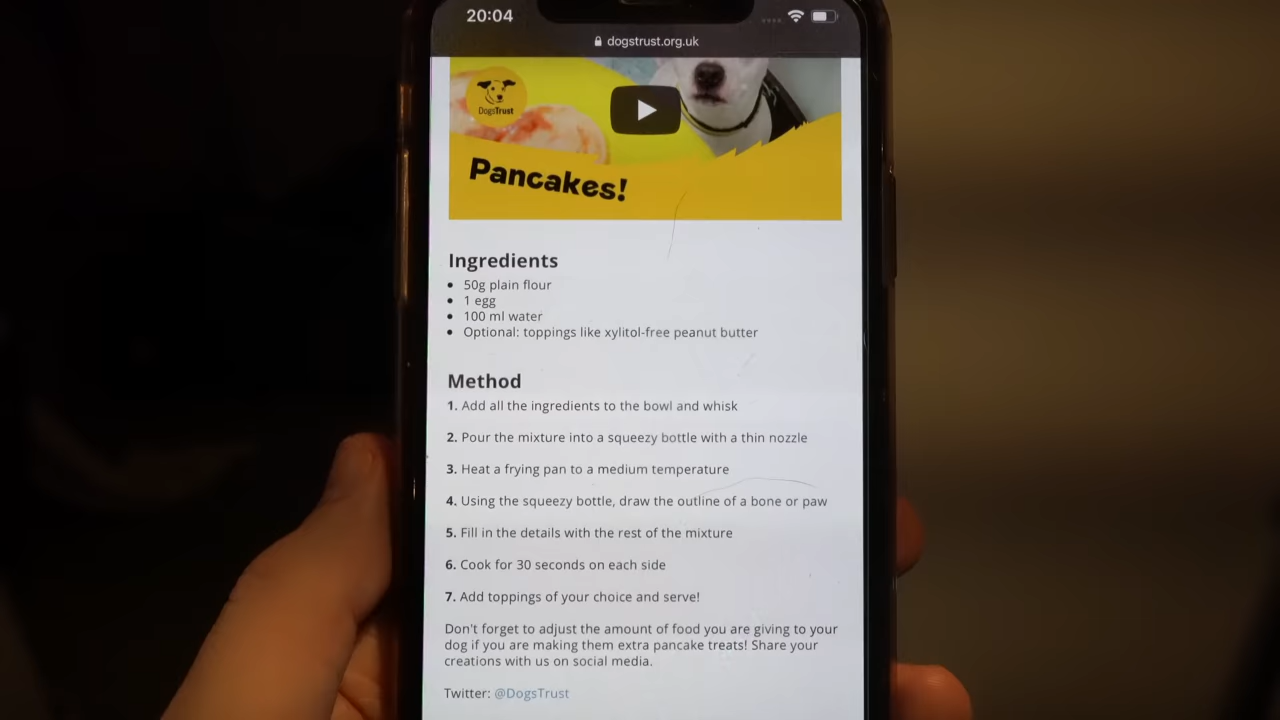 20:04
dogstrust.org.uk
DogsTrust
Pancakes!
Ingredients
• 50g plain flour
• 1 egg
• 100 ml water
• Optional: toppings like xylitol-free peanut butter
Method
1. Add all the ingredients to the bowl and whisk
2. Pour the mixture into a squeezy bottle with a thin nozzle
3. Heat a frying pan to a medium temperature
4. Using the squeezy bottle, draw the outline of a bone or paw
5. Fill in the details with the rest of the mixture
6. Cook for 30 seconds on each side
7. Add toppings of your choice and serve!
Don't forget to adjust the amount of food you are giving to your
dog if you are making them extra pancake treats! Share your
creations with us on social media.
Twitter: @DogsTrust